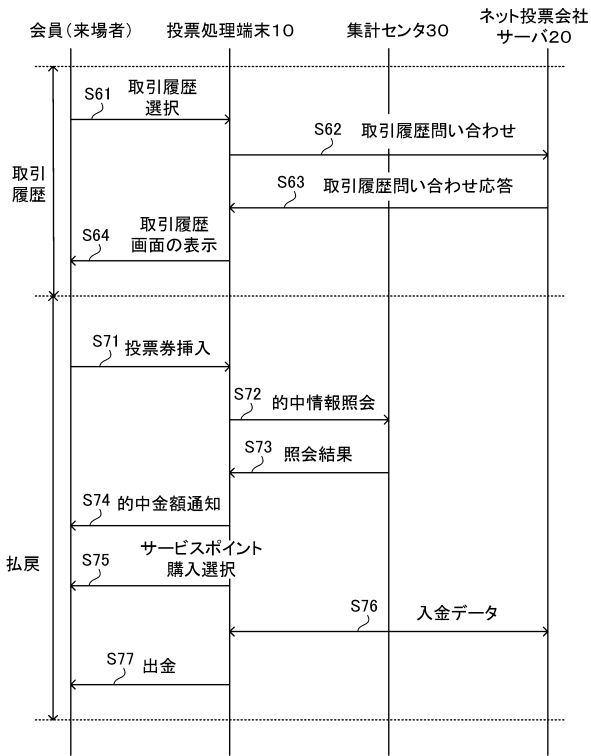 会員(来場者)
投票処理端末10
集計センタ30
ネット投票会社
サーバ20
取引
履歴
S61
取引履歴
選択
S62
取引履歴問い合わせ
S63
取引履歴問い合わせ応答
S64
取引履歴
画面の表示
払戻
S71
投票券挿入
S72
的中情報照会
S73
照会結果
S74
的中金額通知
S75
サービスポイント
購入選択
S76
入金データ
S77
出金